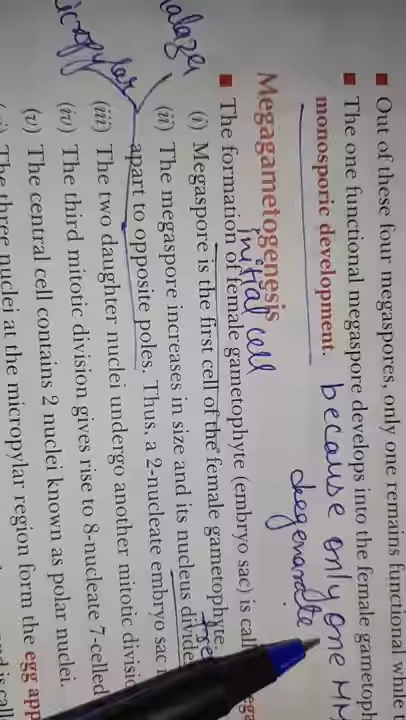 ■ Out of these four megaspores, only one remains functional while
■ The one functional megaspore develops into the female gametop
monosporic development. because only one MM
degenarate
Megagametogenesis
initial cell
■ The formation of female gametophyte (embryo sac) is call
(i) Megaspore is the first cell of the female gametophyte
(ii) The megaspore increases in size and its nucleus divide
apart to opposite poles. Thus, a 2-nucleate embryo sac
(iii) The two daughter nuclei undergo another mitotic divisio
(iv) The third mitotic division gives rise to 8-nucleate 7-celled
(v) The central cell contains 2 nuclei known as polar nuclei.
The three nuclei at the micropylar region form the egg app